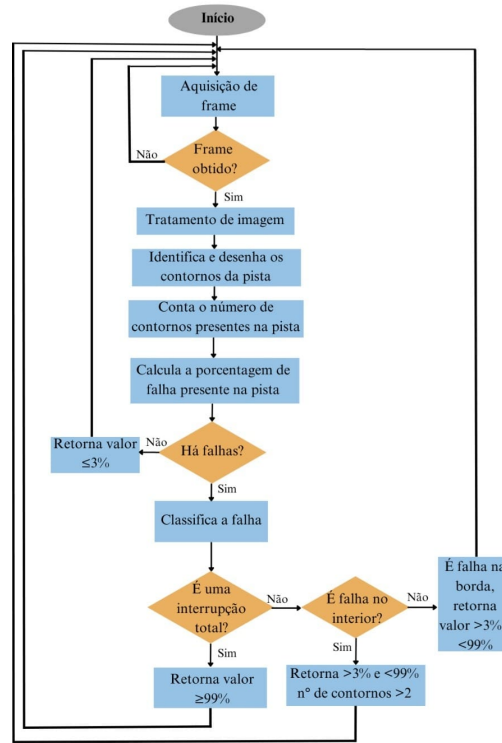 Início
Aquisição de
frame
Frame
obtido?
Não
Sim
Tratamento de imagem
Identifica e desenha os
contornos da pista
Conta o número de
contornos presentes na pista
Calcula a porcentagem de
falha presente na pista
Há falhas?
Não
Retorna valor
≤3%
Sim
Classifica a falha
É uma
interrupção
total?
Não
É falha no
interior?
Não
É falha na
borda,
retorna
valor >3%
<99%
Sim
Retorna valor
≥99%
Sim
Retorna >3% e <99%
nº de contornos >2